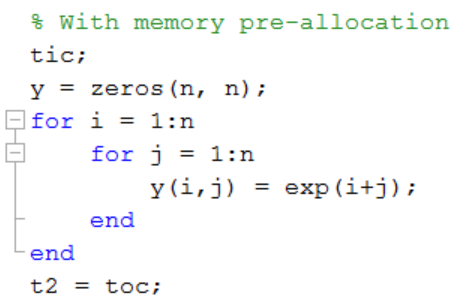 % With memory pre-allocation
tic;
y = zeros(n, n);
for i = 1:n
for j = 1:n
y(i,j) = exp(i+j);
end
end
t2 = toc;